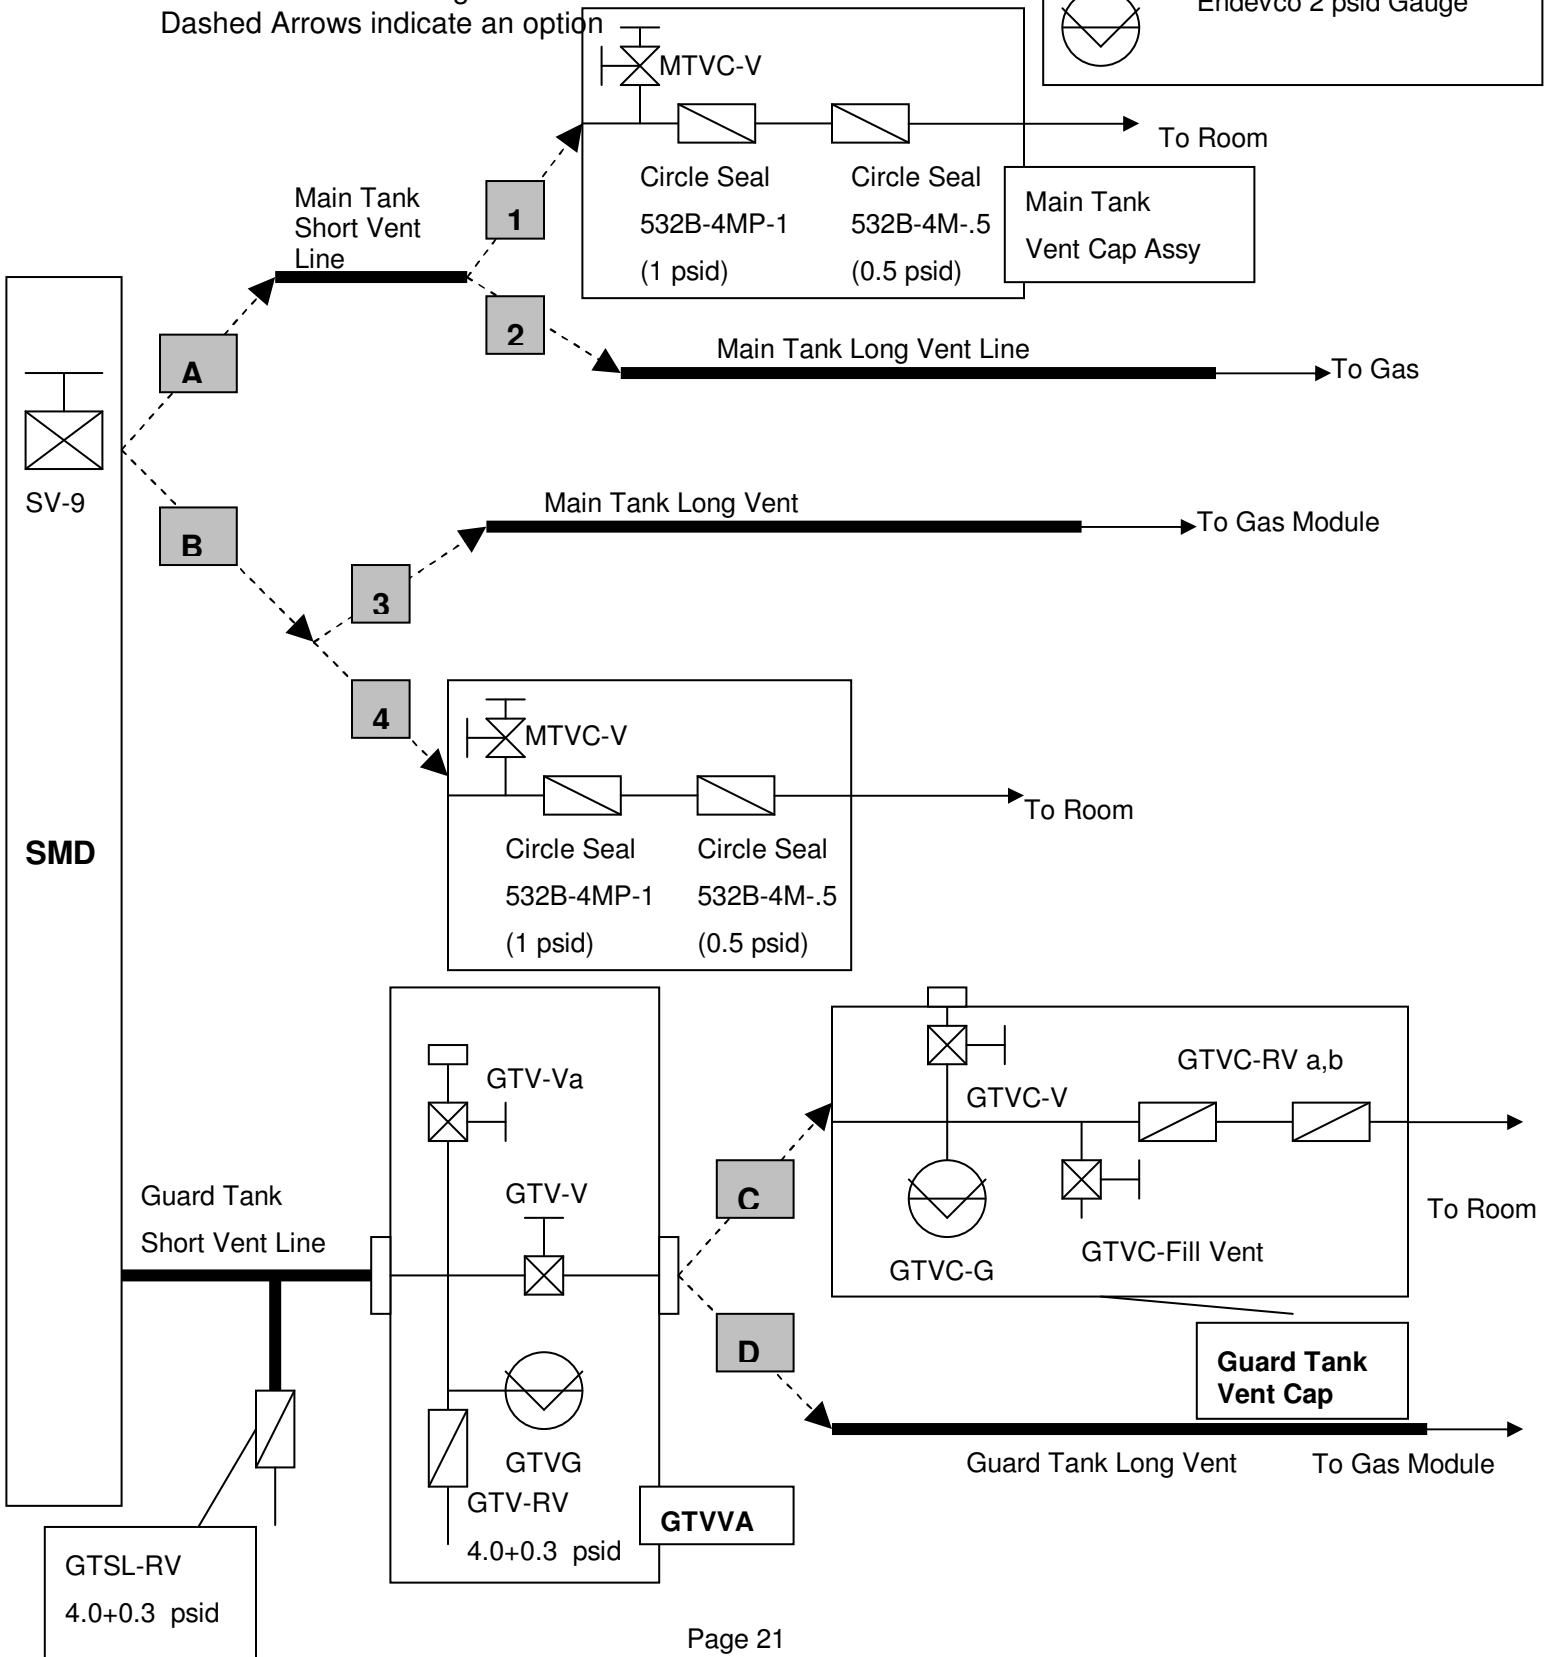 Endevco 2 psid Gauge
Dashed Arrows indicate an option
MTVC-V
To Room
Circle Seal
532B-4MP-1
(1 psid)
Circle Seal
532B-4M-.5
(0.5 psid)
Main Tank
Vent Cap Assy
Main Tank
Short Vent
Line
1
2
A
Main Tank Long Vent Line
To Gas
SV-9
B
Main Tank Long Vent
To Gas Module
3
4
MTVC-V
To Room
Circle Seal
532B-4MP-1
(1 psid)
Circle Seal
532B-4M-.5
(0.5 psid)
SMD
GTV-Va
GTV-V
GTVC-RV a,b
GTVC-V
C
Guard Tank
Short Vent Line
To Room
GTVC-Fill Vent
GTVC-G
D
Guard Tank
Vent Cap
GTVG
GTV-RV
4.0+0.3 psid
GTVVA
Guard Tank Long Vent
To Gas Module
GTSL-RV
4.0+0.3 psid
Page 21